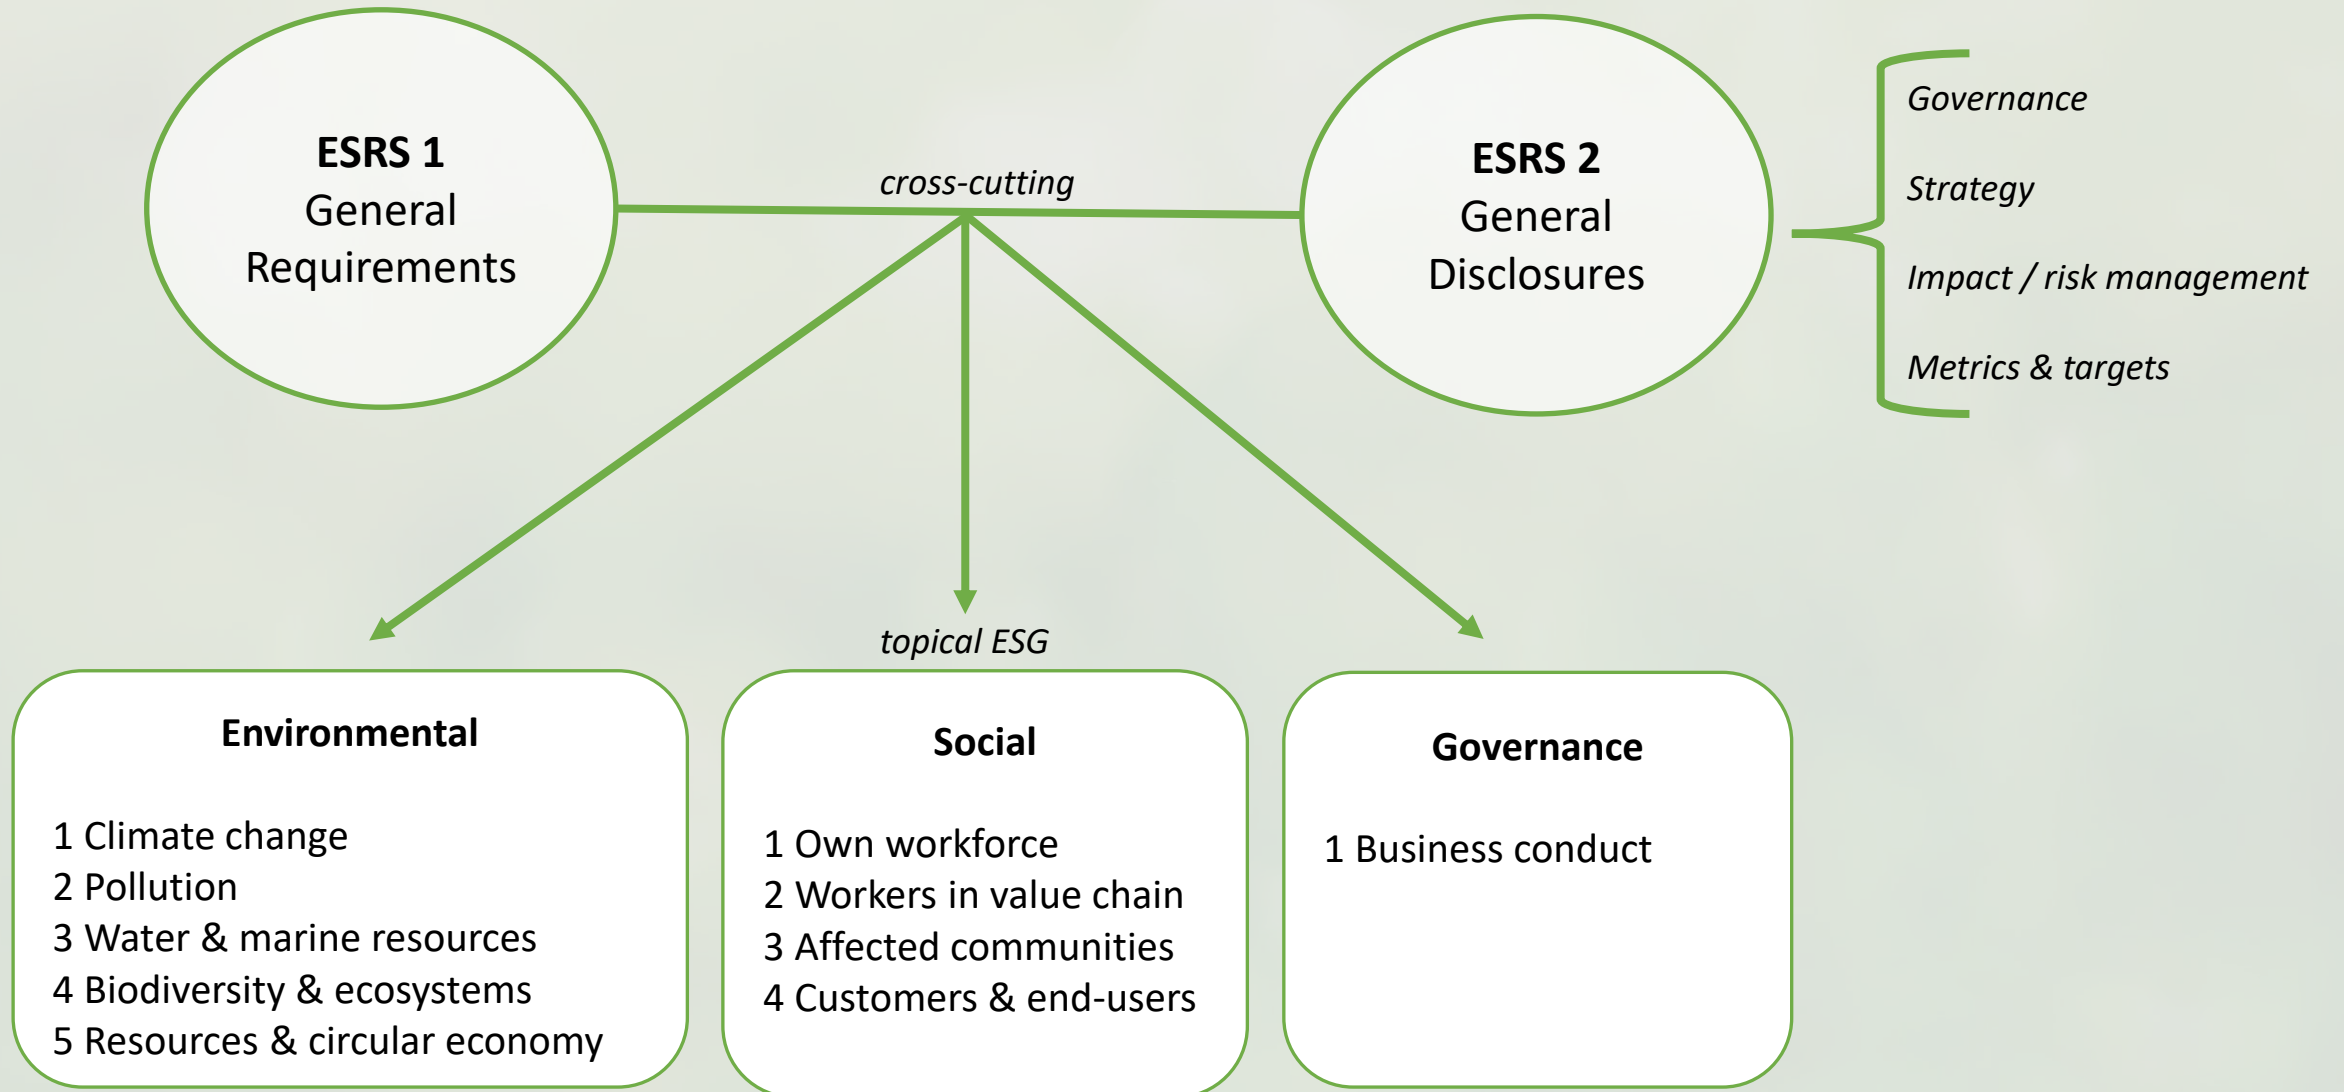 ESRS 1
General
Requirements
cross-cutting
ESRS 2
General
Disclosures
Governance
Strategy
Impact / risk management
Metrics & targets
topical ESG
Environmental
1 Climate change
2 Pollution
3 Water & marine resources
4 Biodiversity & ecosystems
5 Resources & circular economy
Social
1 Own workforce
2 Workers in value chain
3 Affected communities
4 Customers & end-users
Governance
1 Business conduct